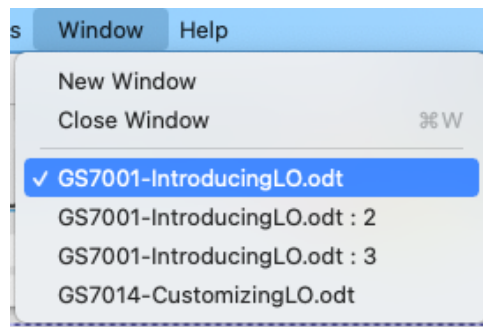 s Window Help
New Window
Close Window ⌘W
✓ GS7001-IntroducingLO.odt
GS7001-IntroducingLO.odt : 2
GS7001-IntroducingLO.odt : 3
GS7014-CustomizingLO.odt